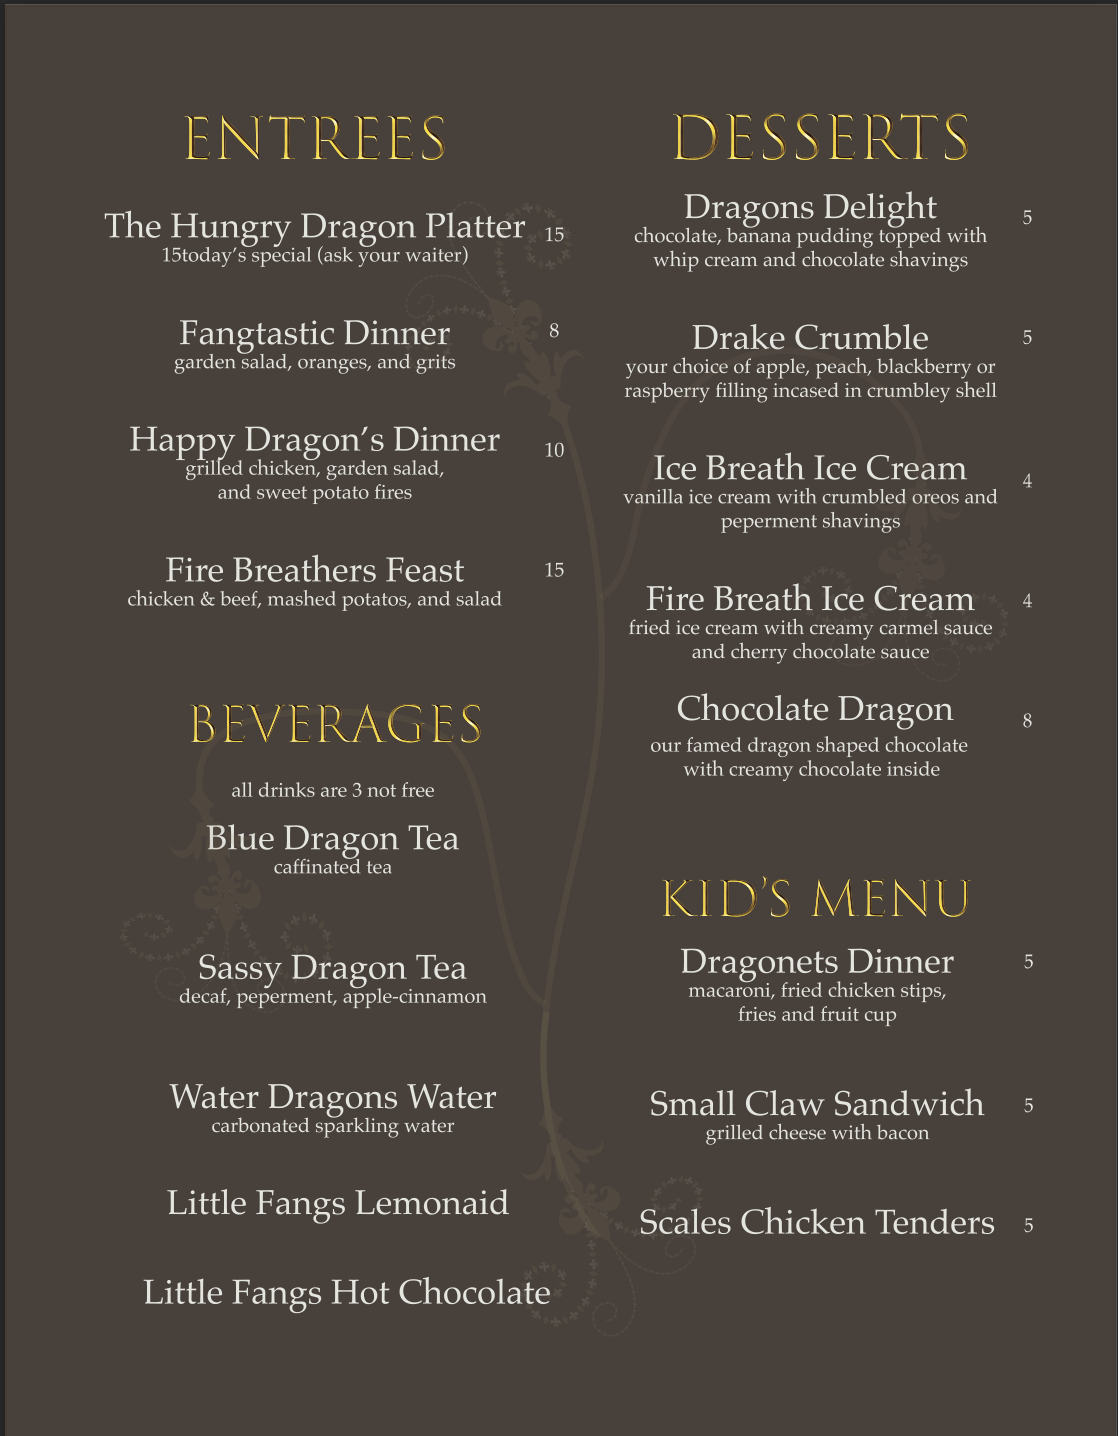 ENTREES
The Hungry Dragon Platter 15
15today's special (ask your waiter)
Fangtastic Dinner 8
garden salad, oranges, and grits
Happy Dragon's Dinner 10
grilled chicken, garden salad,
and sweet potato fires
Fire Breathers Feast 15
chicken & beef, mashed potatos, and salad
BEVERAGES
all drinks are 3 not free
Blue Dragon Tea
caffinated tea
Sassy Dragon Tea
decaf, peperment, apple-cinnamon
Water Dragons Water
carbonated sparkling water
Little Fangs Lemonaid
Little Fangs Hot Chocolate
DESSERTS
Dragons Delight 5
chocolate, banana pudding topped with
whip cream and chocolate shavings
Drake Crumble 5
your choice of apple, peach, blackberry or
raspberry filling incased in crumbley shell
Ice Breath Ice Cream 4
vanilla ice cream with crumbled oreos and
peperment shavings
Fire Breath Ice Cream 4
fried ice cream with creamy carmel sauce
and cherry chocolate sauce
Chocolate Dragon 8
our famed dragon shaped chocolate
with creamy chocolate inside
KID'S MENU
Dragonets Dinner 5
macaroni, fried chicken stips,
fries and fruit cup
Small Claw Sandwich 5
grilled cheese with bacon
Scales Chicken Tenders 5